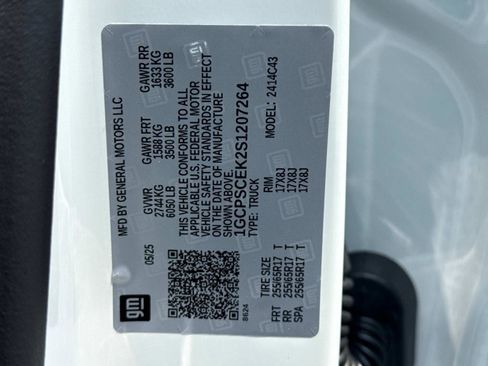 MFD BY GENERAL MOTORS LLC
05/25
GVWR GAWR FRT GAWR RR
2744 KG 1588 KG 1633 KG
6050 LB 3500 LB 3600 LB
THIS VEHICLE CONFORMS TO ALL
APPLICABLE U.S. FEDERAL MOTOR
VEHICLE SAFETY STANDARDS IN EFFECT
ON THE DATE OF MANUFACTURE
SHOWN ABOVE.
1GCPSCEK2S1207264
TYPE: TRUCK MODEL: 2414C43
gm
8624
TIRE SIZE RIM
FRT 255/65R17 T 17X8J
RR 255/65R17 T 17X8J
SPA 255/65R17 T 17X8J